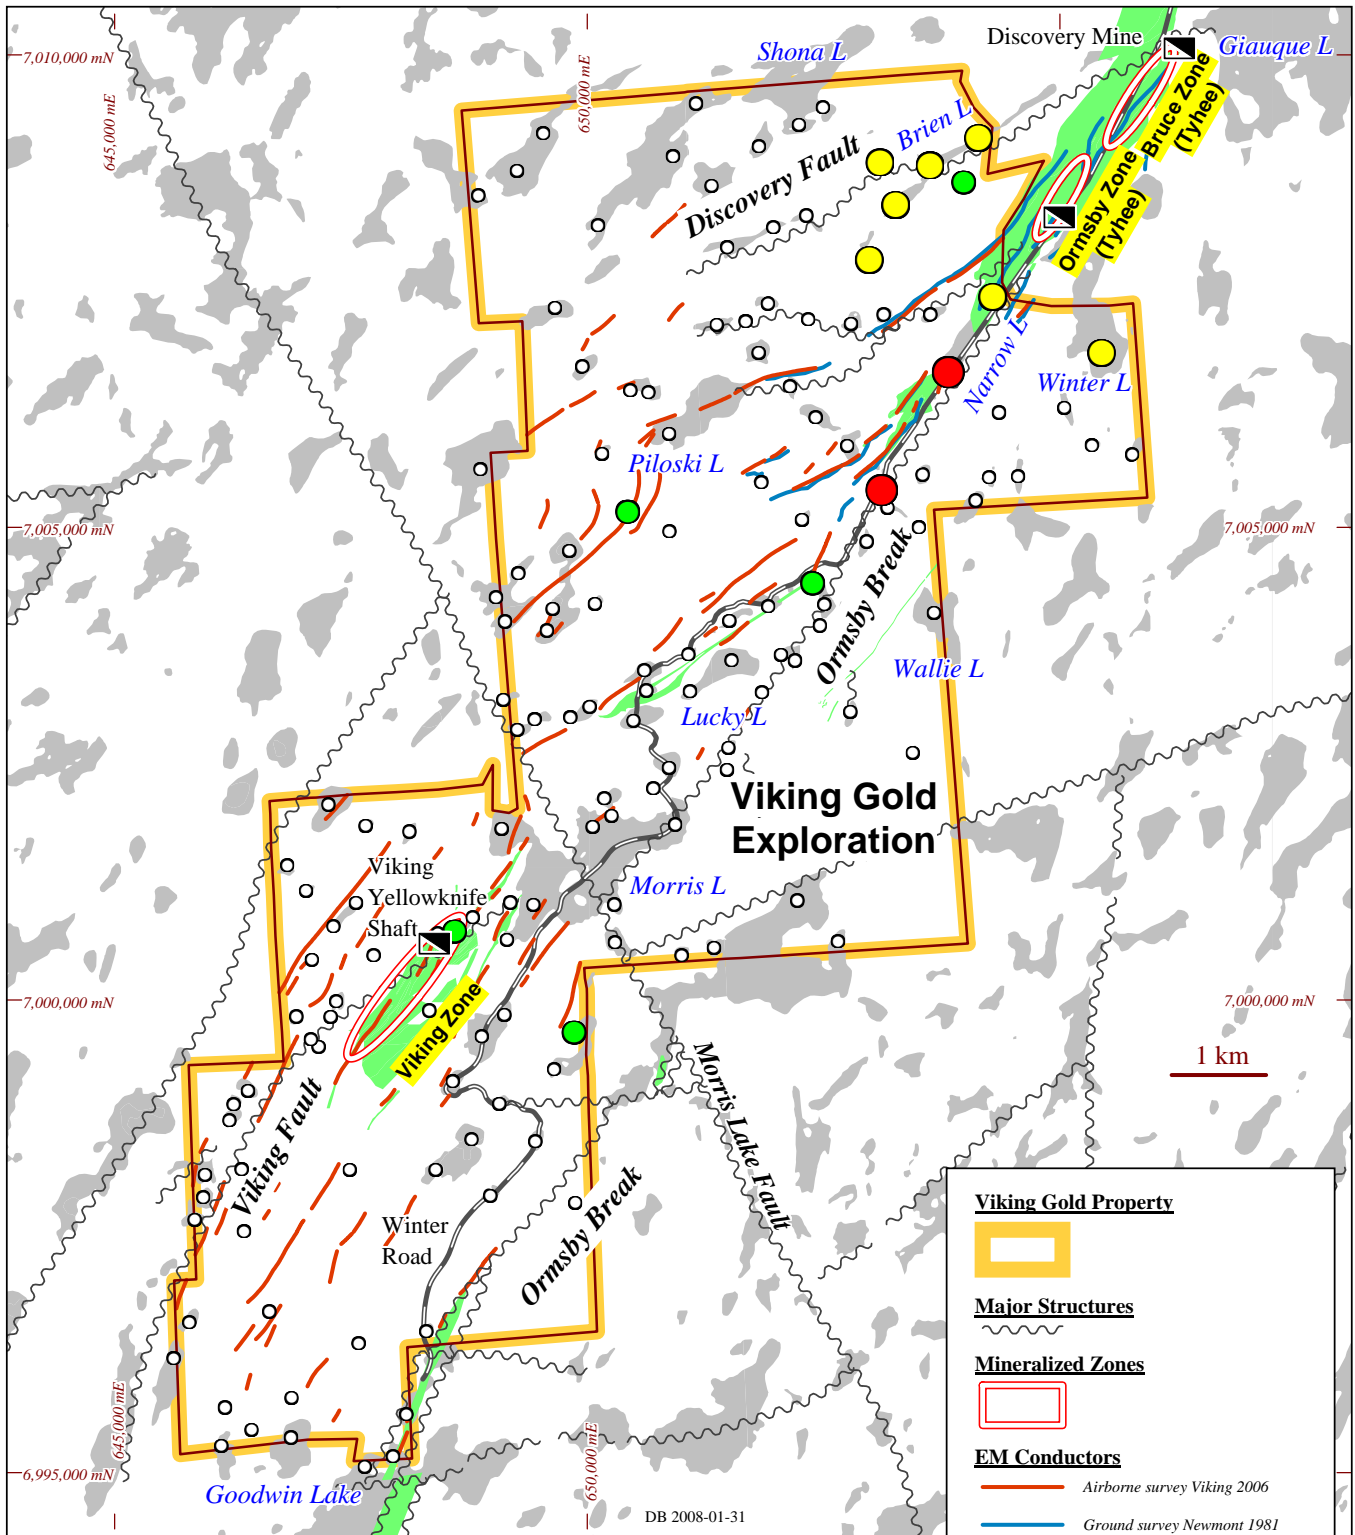 Discovery Mine
Giauque L
Shona L
7,010,000 mN
645,000 mE
650,000 mE
Brien L
Bruce Zone
(Tyhee)
Discovery Fault
Ormsby Zone
(Tyhee)
Narrow L
Winter L
Piloski L
7,005,000 mN
7,005,000 mN
Ormsby Break
Wallie L
Lucky L
Viking Gold
Exploration
Viking
Yellowknife
Shaft
Morris L
7,000,000 mN
7,000,000 mN
Viking Zone
1 km
Morris Lake Fault
Viking Fault
Winter
Road
Ormsby Break
Viking Gold Property
Major Structures
Mineralized Zones
EM Conductors
Airborne survey Viking 2006
Ground survey Newmont 1981
645,000 mE
650,000 mE
6,995,000 mN
Goodwin Lake
DB 2008-01-31